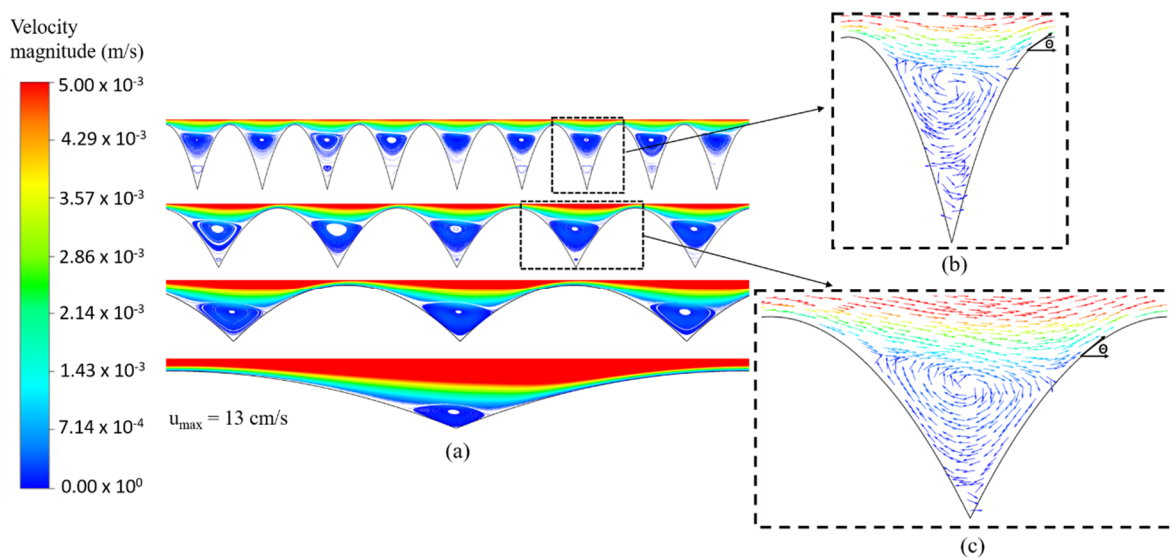 Velocity
magnitude (m/s)
5.00 x 10⁻³
4.29 x 10⁻³
3.57 x 10⁻³
2.86 x 10⁻³
2.14 x 10⁻³
1.43 x 10⁻³
7.14 x 10⁻⁴
0.00 x 10⁰
uₘₐₓ = 13 cm/s
(a)
Θ
(b)
Θ
(c)